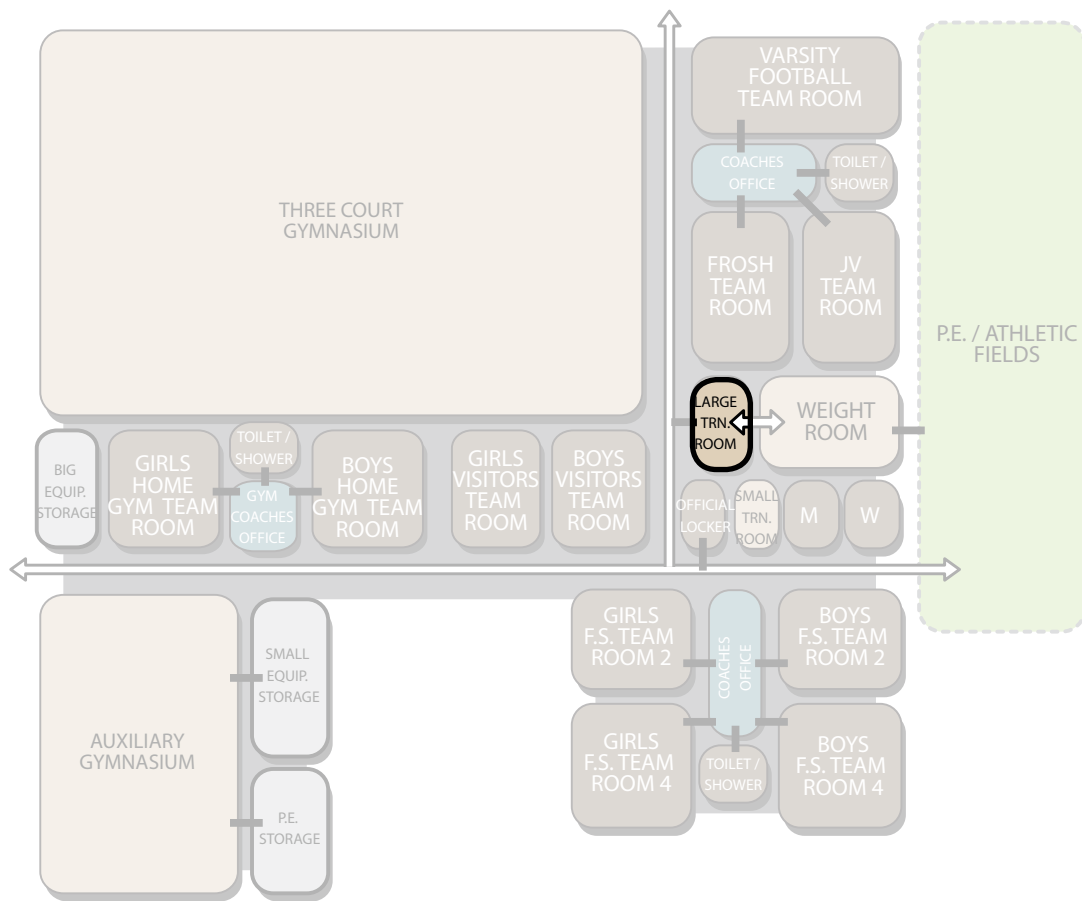 THREE COURT
GYMNASIUM
VARSITY
FOOTBALL
TEAM ROOM
COACHES
OFFICE
TOILET /
SHOWER
FROSH
TEAM
ROOM
JV
TEAM
ROOM
P.E. / ATHLETIC
FIELDS
LARGE
TRN.
ROOM
WEIGHT
ROOM
BIG
EQUIP.
STORAGE
GIRLS
HOME
GYM TEAM
ROOM
TOILET /
SHOWER
GYM
COACHES
OFFICE
BOYS
HOME
GYM TEAM
ROOM
GIRLS
VISITORS
TEAM
ROOM
BOYS
VISITORS
TEAM
ROOM
OFFICIAL
LOCKER
SMALL
TRN.
ROOM
M
W
AUXILIARY
GYMNASIUM
SMALL
EQUIP.
STORAGE
P.E.
STORAGE
GIRLS
F.S. TEAM
ROOM 2
COACHES
OFFICE
BOYS
F.S. TEAM
ROOM 2
GIRLS
F.S. TEAM
ROOM 4
TOILET /
SHOWER
BOYS
F.S. TEAM
ROOM 4